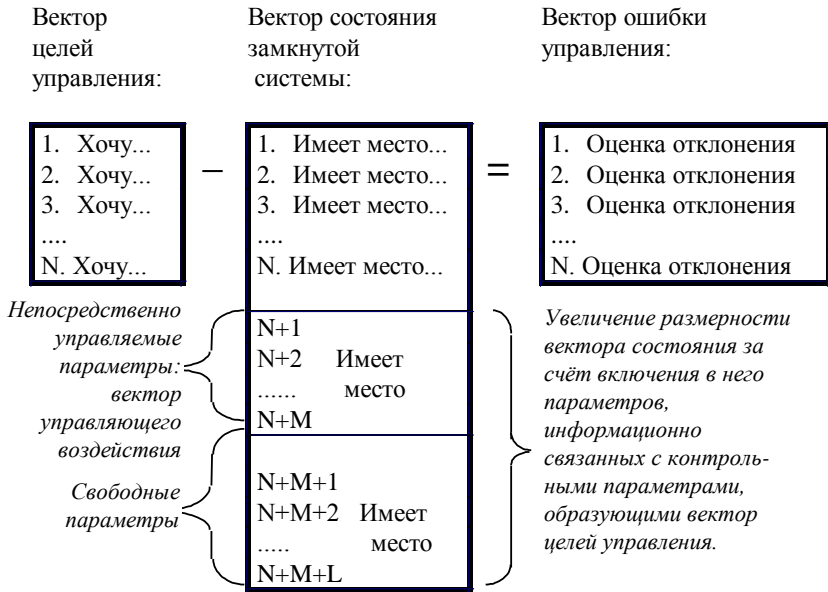 Вектор
целей
управления:
Вектор состояния
замкнутой
системы:
Вектор ошибки
управления:
1. Хочу...
2. Хочу...
3. Хочу...
....
N. Хочу...
–
1. Имеет место...
2. Имеет место...
3. Имеет место...
....
N. Имеет место...
=
1. Оценка отклонения
2. Оценка отклонения
3. Оценка отклонения
....
N. Оценка отклонения
Непосредственно
управляемые
параметры:
вектор
управляющего
воздействия
Свободные
параметры
N+1
N+2 Имеет
...... место
N+M
N+M+1
N+M+2 Имеет
..... место
N+M+L
Увеличение размерности
вектора состояния за
счёт включения в него
параметров,
информационно
связанных с контроль-
ными параметрами,
образующими вектор
целей управления.